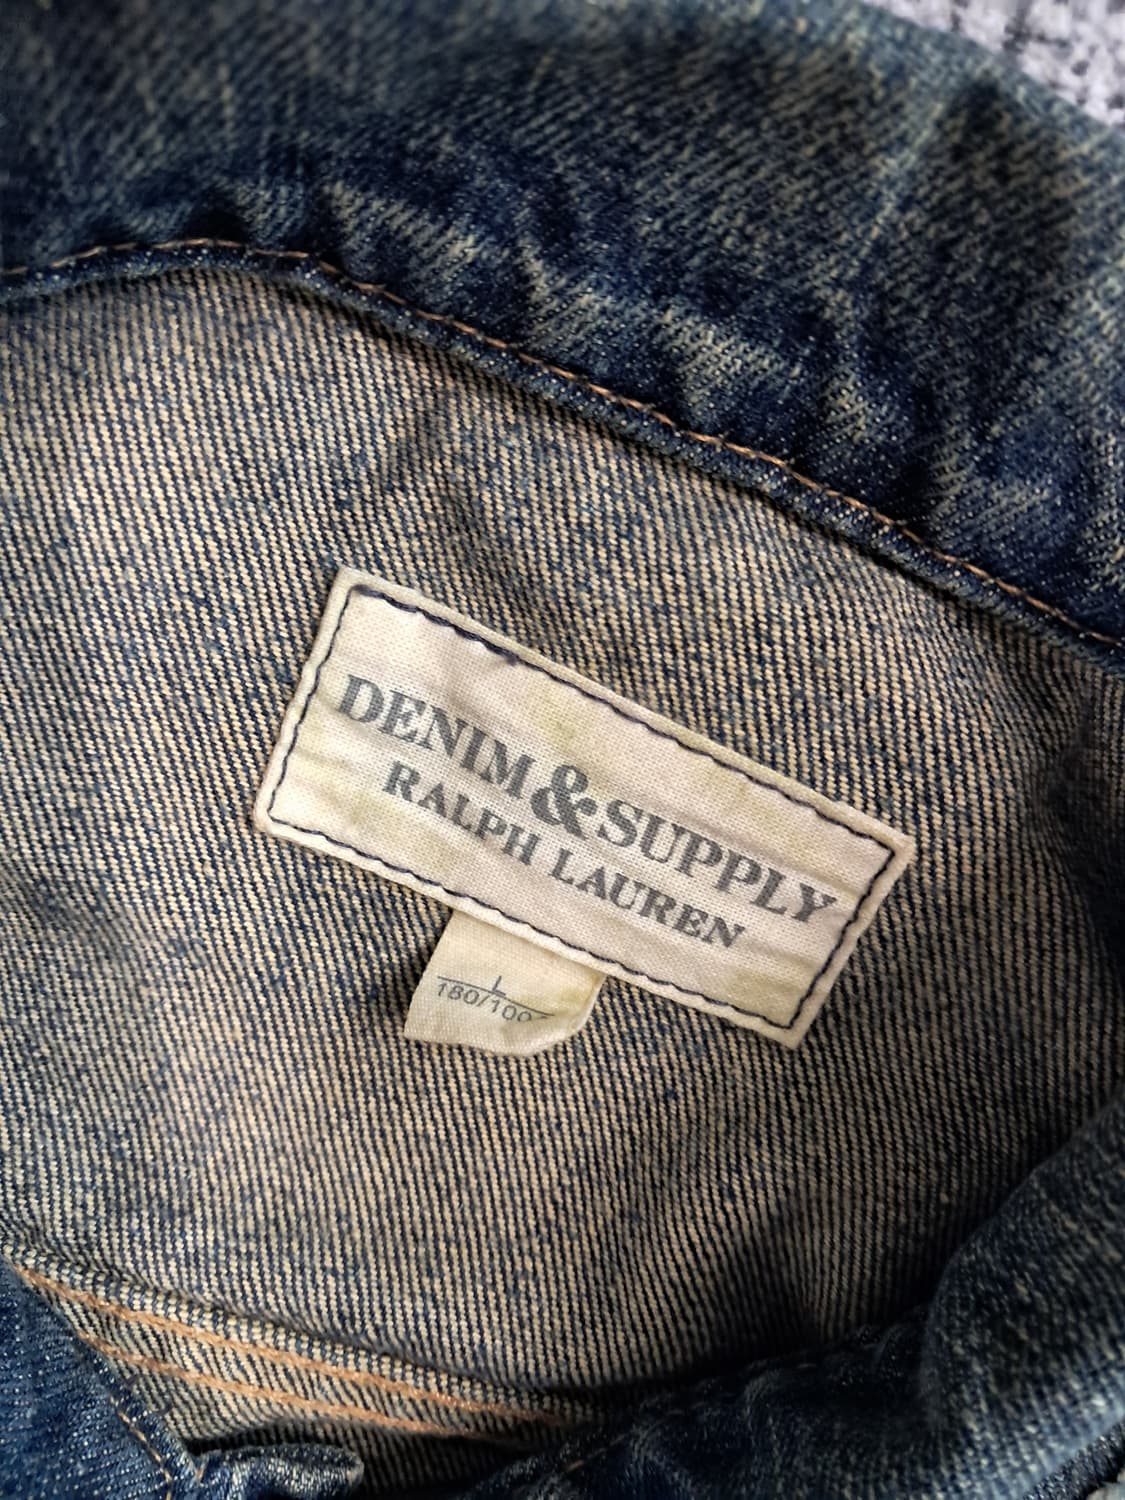 DENIM&SUPPLY
RALPH LAUREN
L
180/100